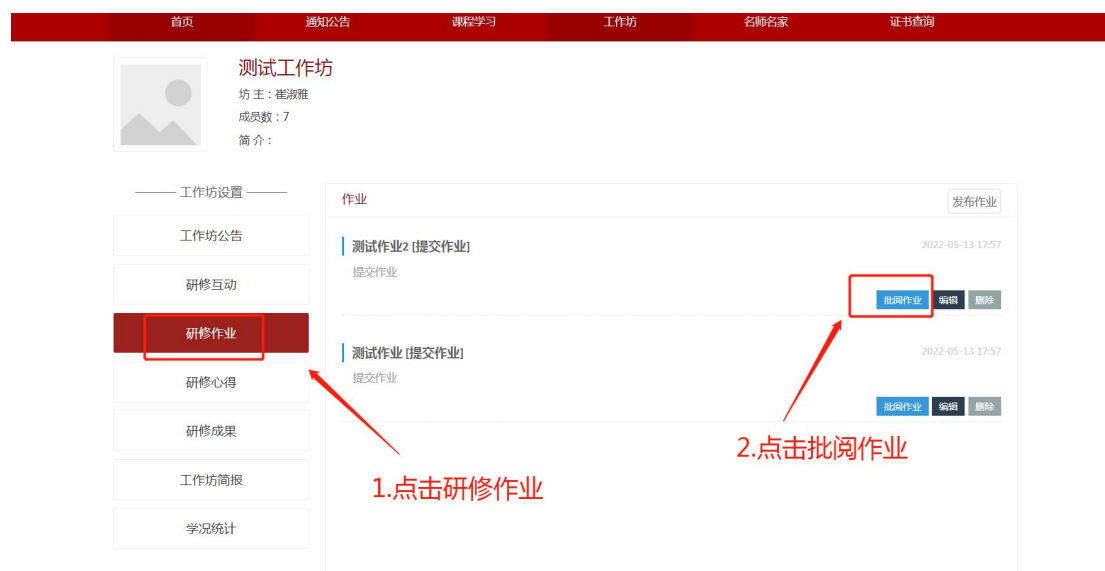 首页 通知公告 课程学习 工作坊 名师名家 证书查询
测试工作坊
坊 主：崔淑雅
成员数：7
简 介：
工作坊设置
工作坊公告
研修互动
研修作业
研修心得
研修成果
工作坊简报
学况统计
作业 发布作业
测试作业2 [提交作业] 2022-05-13 17:57
提交作业
批阅作业 编辑 删除
测试作业 [提交作业] 2022-05-13 17:57
提交作业
批阅作业 编辑 删除
2.点击批阅作业
1.点击研修作业